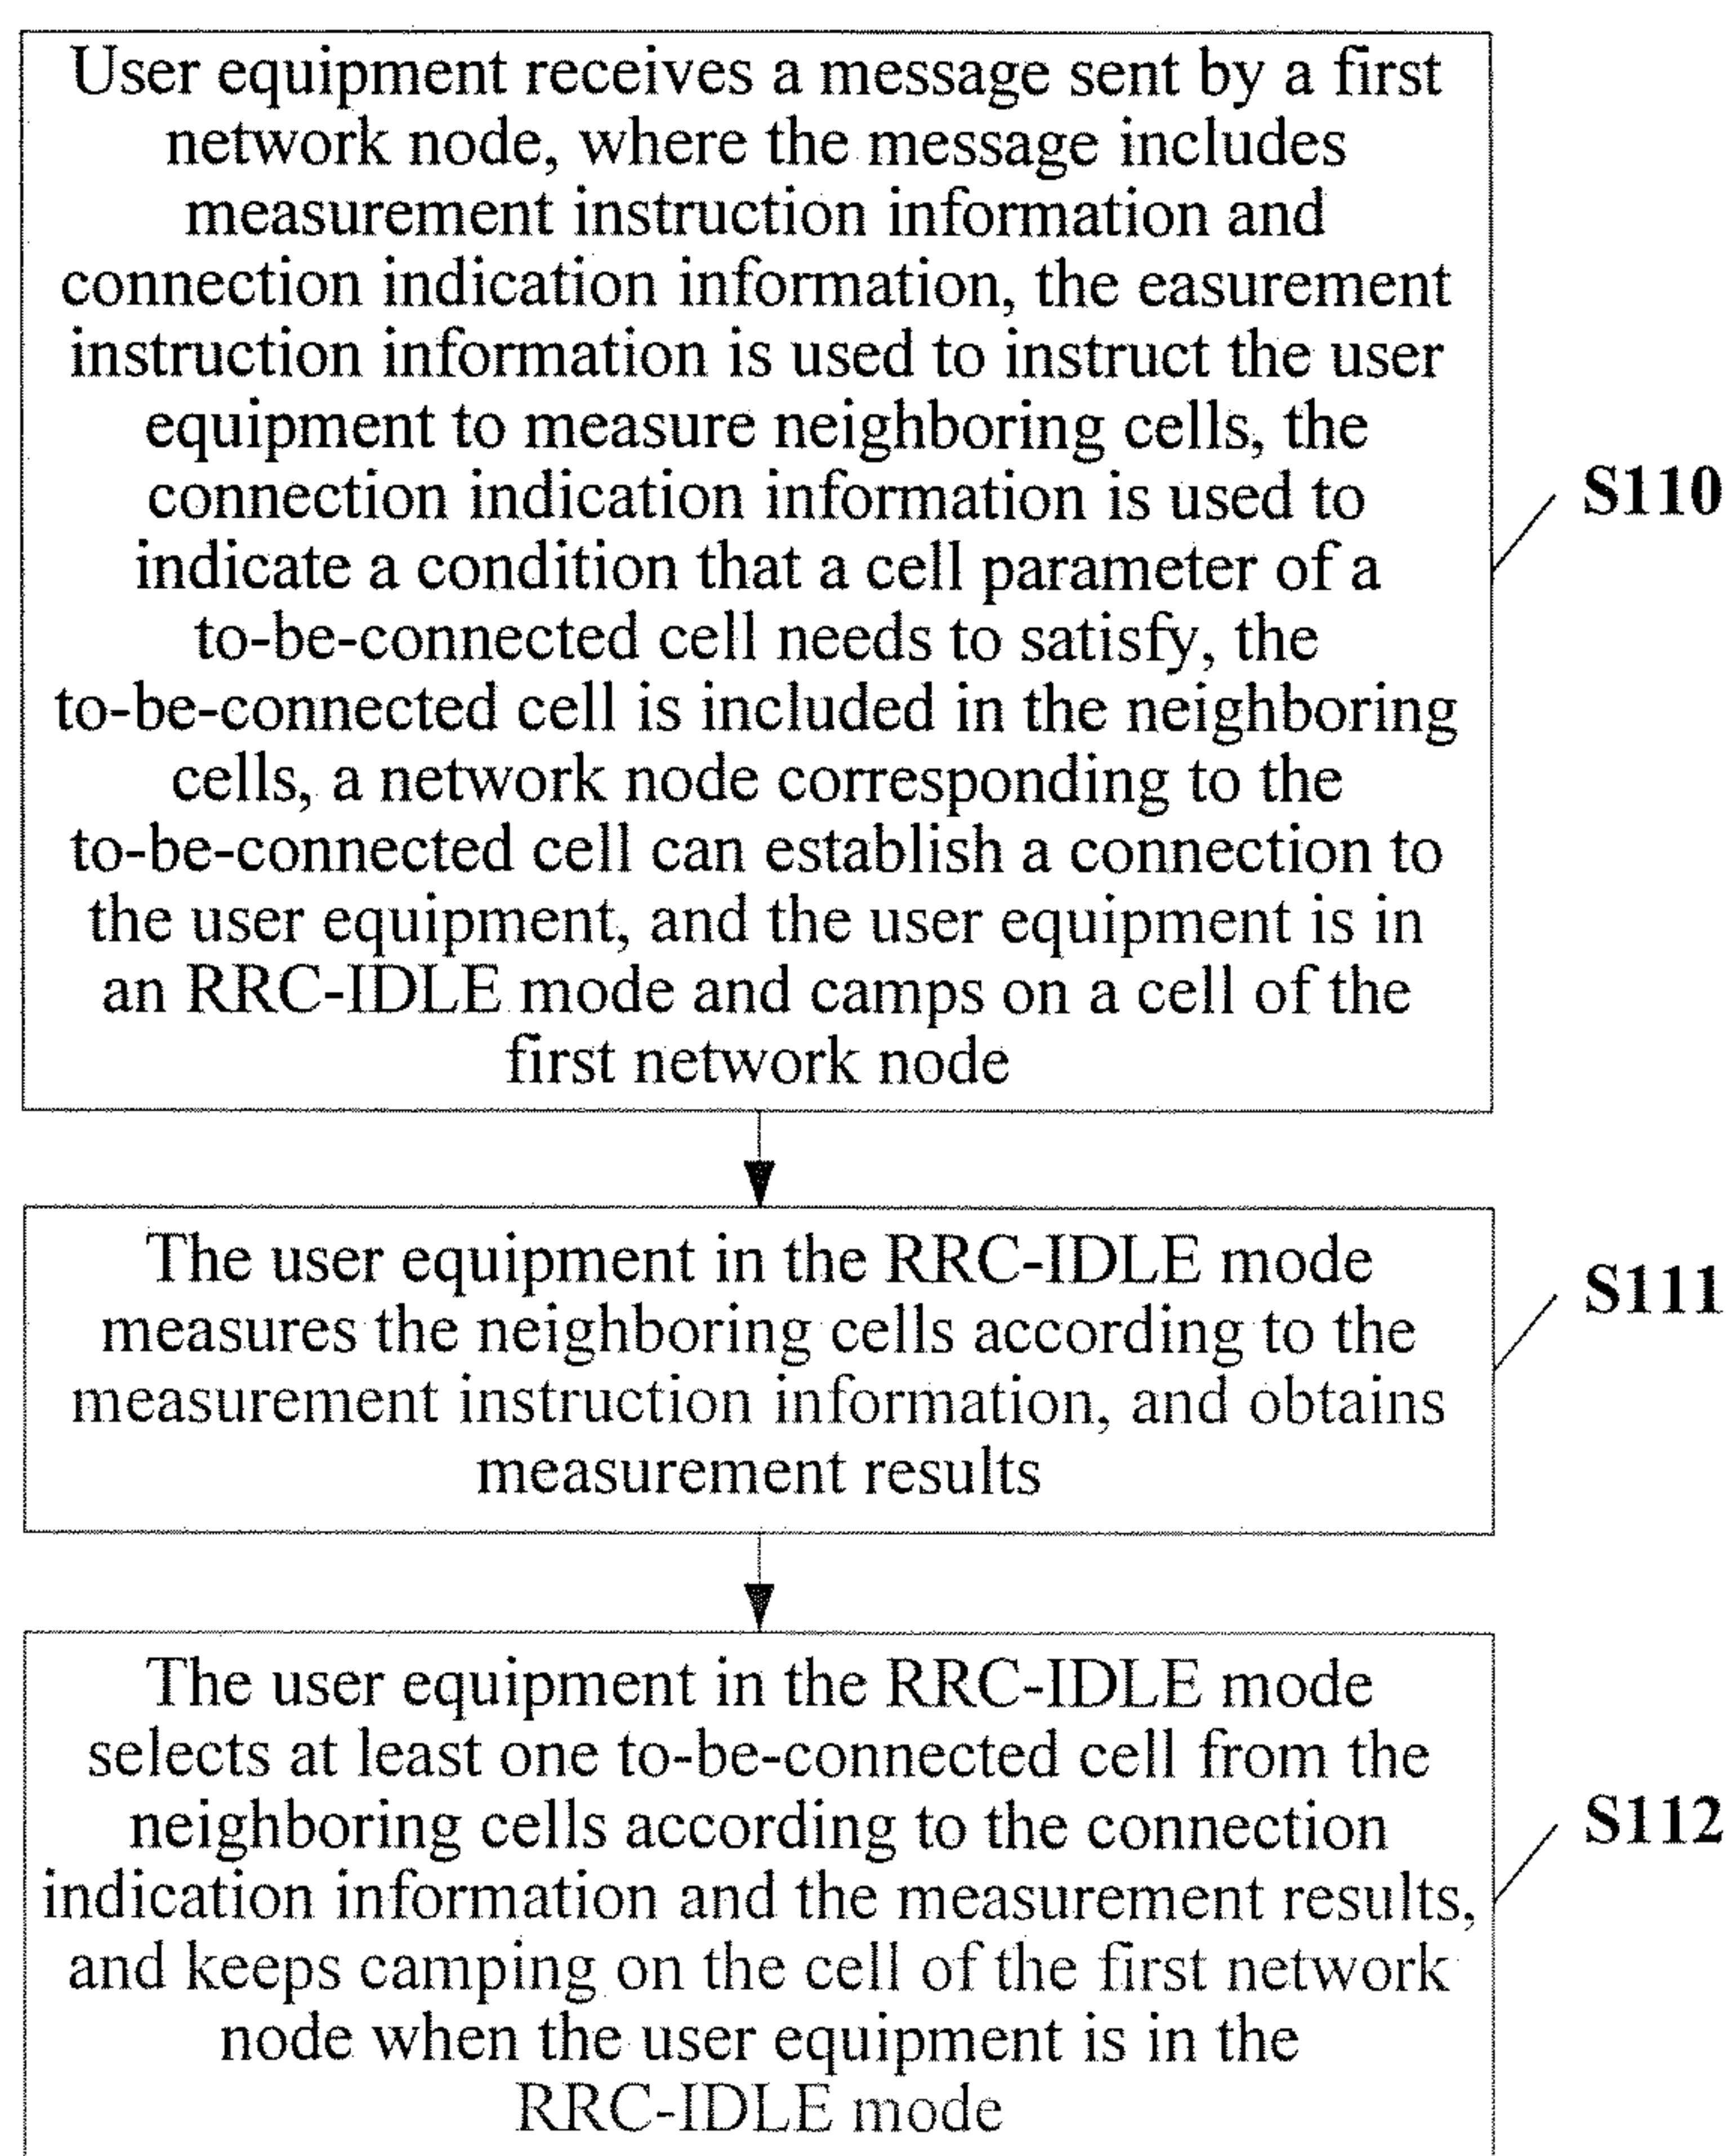 User equipment receives a message sent by a first
network node, where the message includes
measurement instruction information and
connection indication information, the easurement
instruction information is used to instruct the user
equipment to measure neighboring cells, the
connection indication information is used to
indicate a condition that a cell parameter of a
to-be-connected cell needs to satisfy, the
to-be-connected cell is included in the neighboring
cells, a network node corresponding to the
to-be-connected cell can establish a connection to
the user equipment, and the user equipment is in
an RRC-IDLE mode and camps on a cell of the
first network node
S110
The user equipment in the RRC-IDLE mode
measures the neighboring cells according to the
measurement instruction information, and obtains
measurement results
S111
The user equipment in the RRC-IDLE mode
selects at least one to-be-connected cell from the
neighboring cells according to the connection
indication information and the measurement results,
and keeps camping on the cell of the first network
node when the user equipment is in the
RRC-IDLE mode
S112